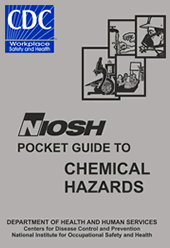 CDC
Workplace
Safety and Health
NIOSH
POCKET GUIDE TO
CHEMICAL
HAZARDS
DEPARTMENT OF HEALTH AND HUMAN SERVICES
Centers for Disease Control and Prevention
National Institute for Occupational Safety and Health